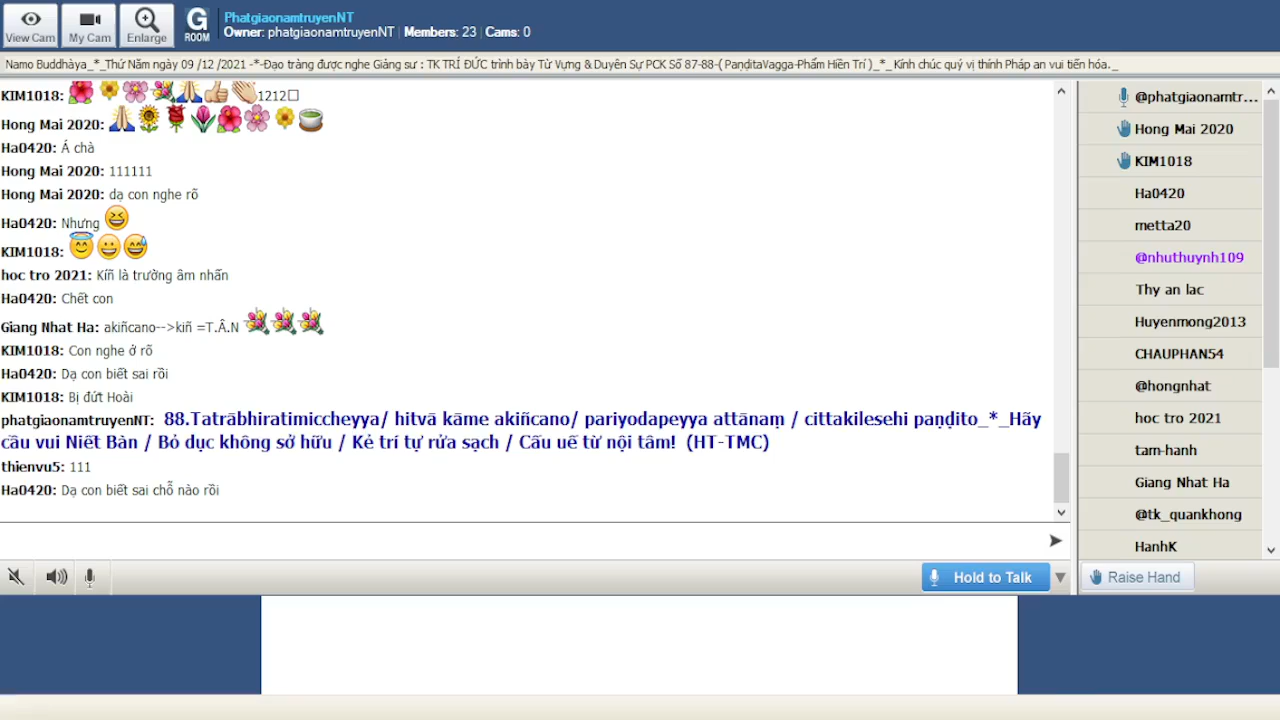 View Cam
My Cam
Enlarge
G
ROOM
PhatgiaonamtruyenNT
Owner: phatgiaonamtruyenNT | Members: 23 | Cams: 0
Namo Buddhàya_*_Thứ Năm ngày 09 /12 /2021 -*-Đạo tràng được nghe Giảng sư : TK TRÍ ĐỨC trình bày Từ Vựng & Duyên Sự PCK Số 87-88-( PaṇḍitaVagga-Phẩm Hiền Trí )_*_ Kính chúc quý vị thính Pháp an vui tiến hóa._
KIM1018: 1212
Hong Mai 2020:
Ha0420: Á chà
Hong Mai 2020: 111111
Hong Mai 2020: dạ con nghe rõ
Ha0420: Nhưng
KIM1018:
hoc tro 2021: Kíñ là trường âm nhấn
Ha0420: Chết con
Giang Nhat Ha: akiñcano-->kiñ =T.Â.N
KIM1018: Con nghe ở rõ
Ha0420: Dạ con biết sai rồi
KIM1018: Bị đứt Hoài
phatgiaonamtruyenNT: 88.Tatrābhiratimiccheyya/ hitvā kāme akiñcano/ pariyodapeyya attānaṃ / cittakilesehi paṇḍito_*_Hãy
cầu vui Niết Bàn / Bỏ dục không sở hữu / Kẻ trí tự rửa sạch / Cấu uế từ nội tâm! (HT-TMC)
thienvu5: 111
Ha0420: Dạ con biết sai chỗ nào rồi
@phatgiaonamtr...
Hong Mai 2020
KIM1018
Ha0420
metta20
@nhuthuynh109
Thy an lac
Huyenmong2013
CHAUPHAN54
@hongnhat
hoc tro 2021
tam-hanh
Giang Nhat Ha
@tk_quankhong
HanhK
Hold to Talk
Raise Hand